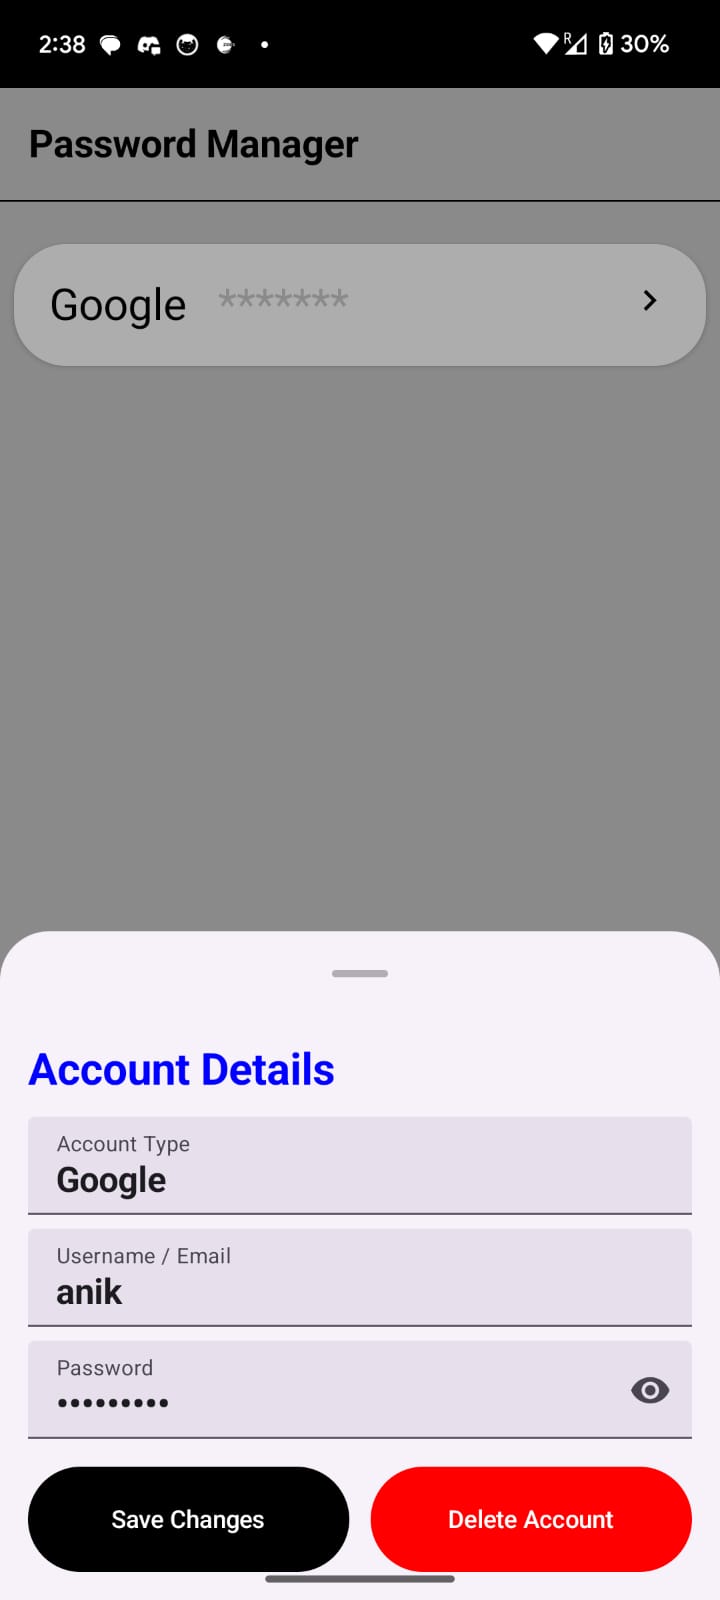 2:38 R 30%
Password Manager
Google *******
Account Details
Account Type
Google
Username / Email
anik
Password
•••••••••
Save Changes Delete Account